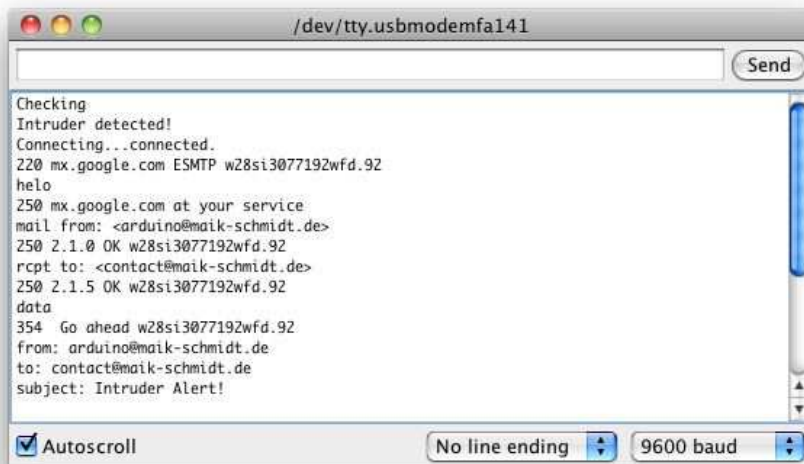 /dev/tty.usbmodemfa141
Send
Checking
Intruder detected!
Connecting...connected.
220 mx.google.com ESMTP w28si3077192wfd.92
helo
250 mx.google.com at your service
mail from: <arduino@maik-schmidt.de>
250 2.1.0 OK w28si3077192wfd.92
rcpt to: <contact@maik-schmidt.de>
250 2.1.5 OK w28si3077192wfd.92
data
354  Go ahead w28si3077192wfd.92
from: arduino@maik-schmidt.de
to: contact@maik-schmidt.de
subject: Intruder Alert!
Autoscroll No line ending 9600 baud